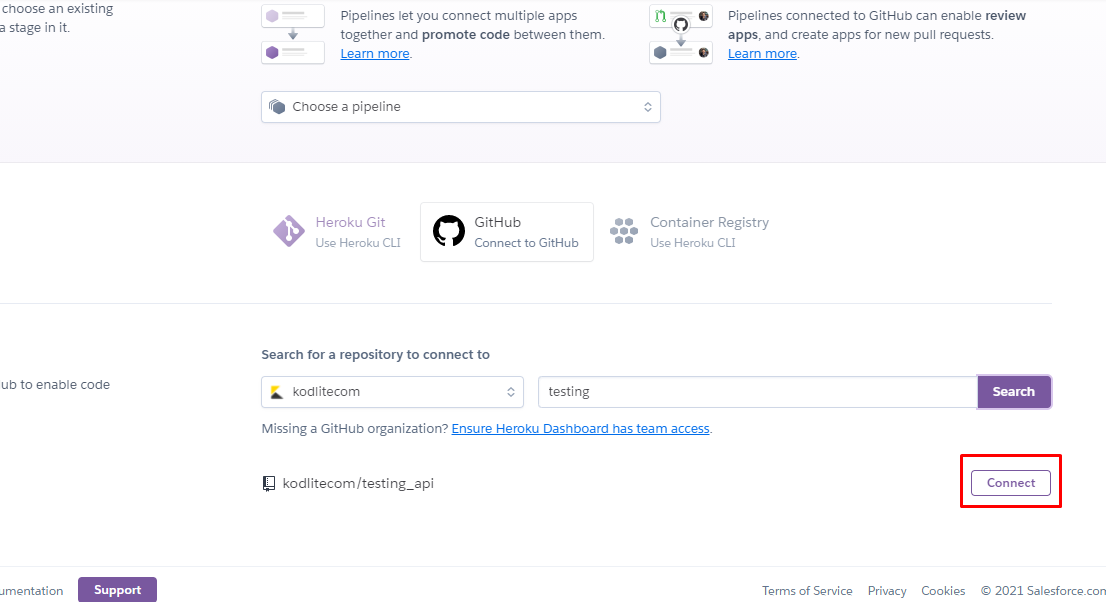 choose an existing
a stage in it.
Pipelines let you connect multiple apps
together and promote code between them.
Learn more.
Pipelines connected to GitHub can enable review
apps, and create apps for new pull requests.
Learn more.
Choose a pipeline
Heroku Git
Use Heroku CLI
GitHub
Connect to GitHub
Container Registry
Use Heroku CLI
Search for a repository to connect to
ub to enable code
kodlitecom
testing
Search
Missing a GitHub organization? Ensure Heroku Dashboard has team access.
kodlitecom/testing_api
Connect
umentation
Support
Terms of Service
Privacy
Cookies
© 2021 Salesforce.com